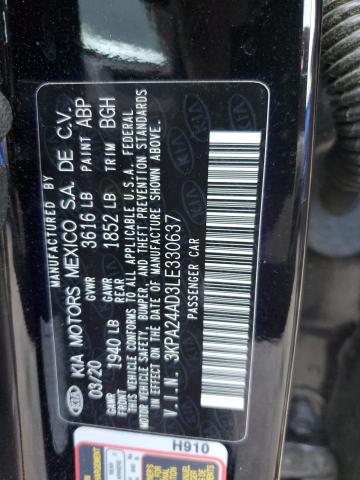 MANUFACTURED BY
KIA KIA MOTORS MEXICO S.A. DE C.V.
03/20 GVWR 3616 LB PAINT ABP
GAWR FRONT 1940 LB GAWR REAR 1852 LB TRIM BGH
THIS VEHICLE CONFORMS TO ALL APPLICABLE U.S.A. FEDERAL
MOTOR VEHICLE SAFETY, BUMPER, AND THEFT PREVENTION STANDARDS
IN EFFECT ON THE DATE OF MANUFACTURE SHOWN ABOVE.
V.I.N. 3KPA24AD3LE330637
PASSENGER CAR
H910